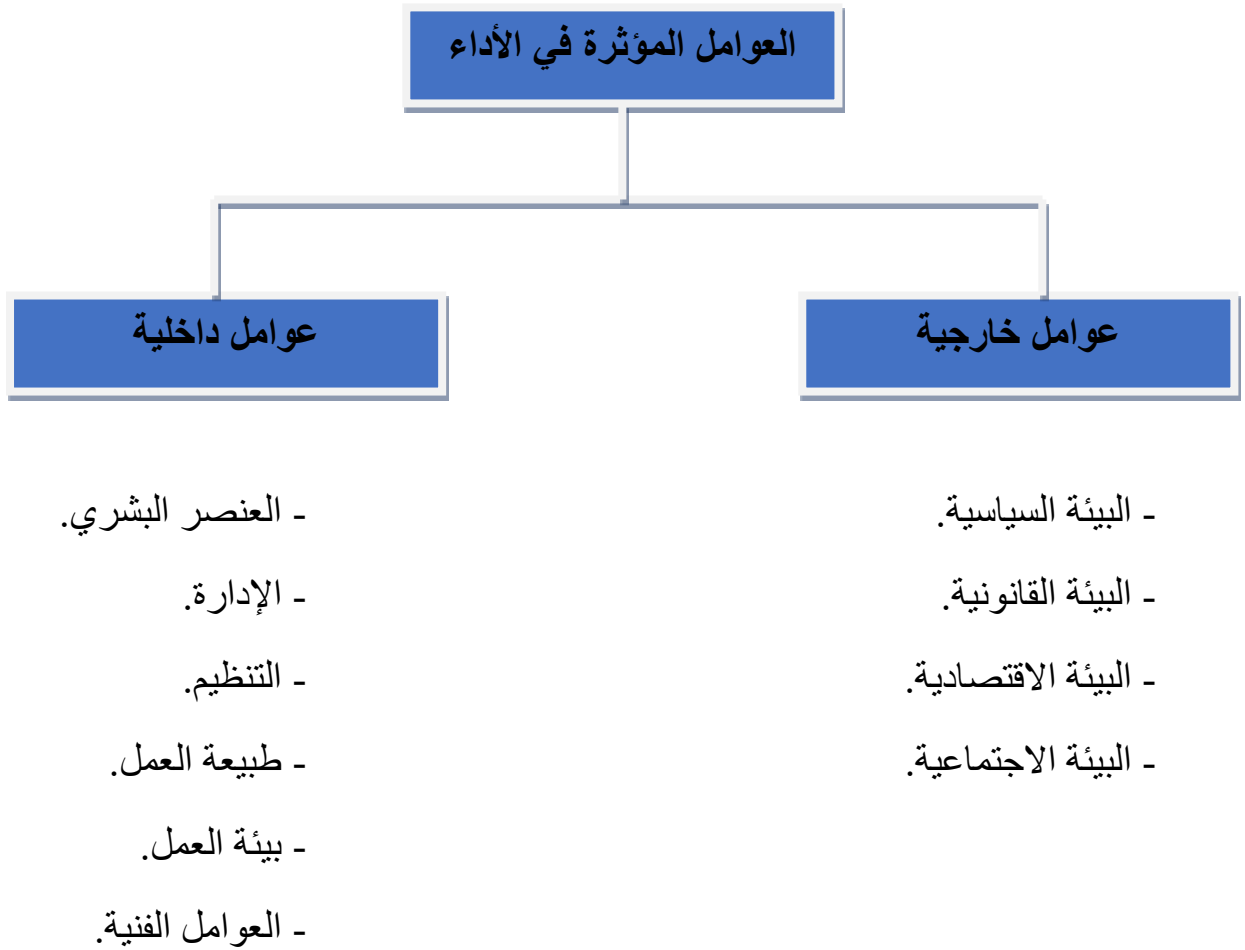 العوامل المؤثرة في الأداء
عوامل خارجية
عوامل داخلية
- البيئة السياسية.
- البيئة القانونية.
- البيئة الاقتصادية.
- البيئة الاجتماعية.
- العنصر البشري.
- الإدارة.
- التنظيم.
- طبيعة العمل.
- بيئة العمل.
- العوامل الفنية.